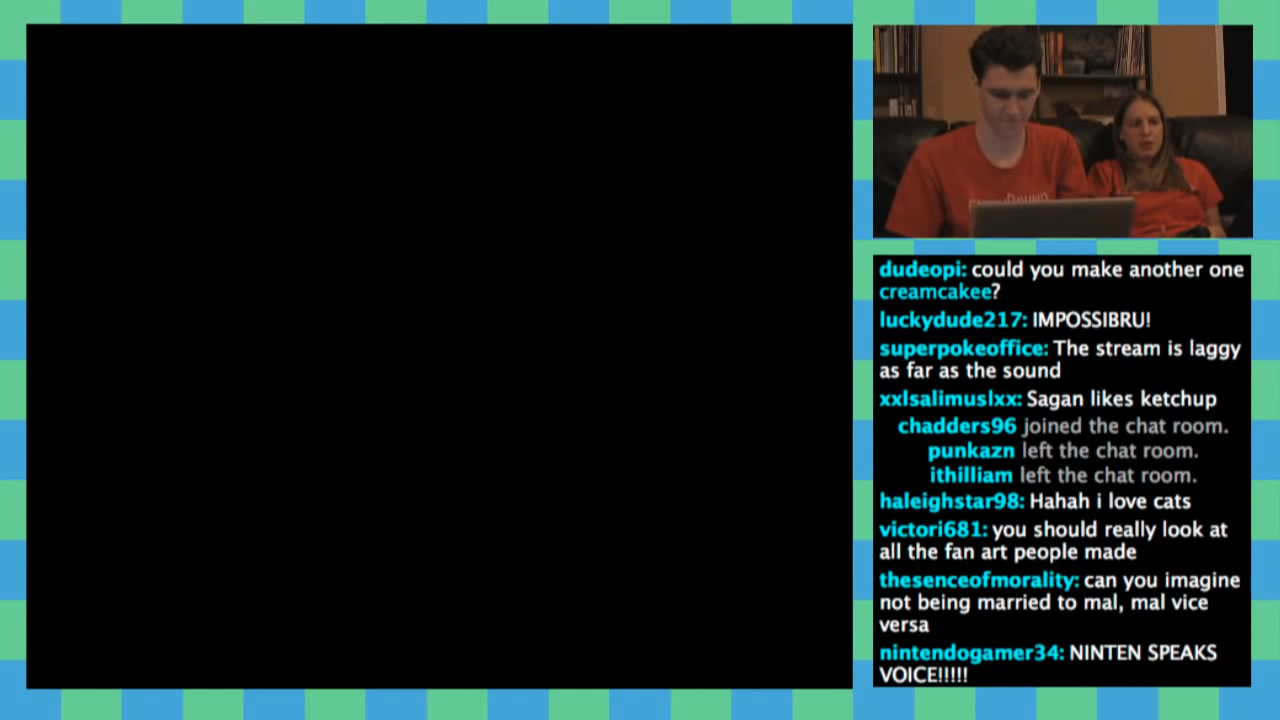 dudeopi: could you make another one
creamcakee?
luckydude217: IMPOSSIBRU!
superpokeoffice: The stream is laggy
as far as the sound
xxlsalimuslxx: Sagan likes ketchup
chadders96 joined the chat room.
punkazn left the chat room.
ithilliam left the chat room.
haleighstar98: Hahah i love cats
victori681: you should really look at
all the fan art people made
thesenceofmorality: can you imagine
not being married to mal, mal vice
versa
nintendogamer34: NINTEN SPEAKS
VOICE!!!!!